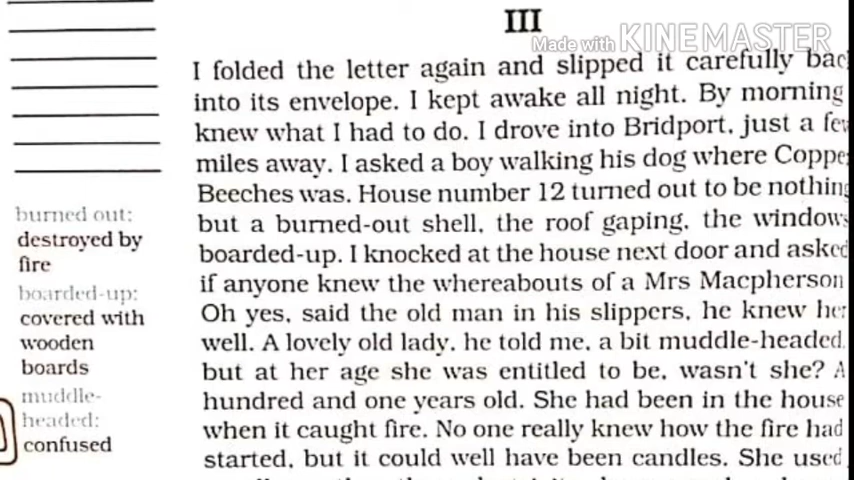 III
Made with KINEMASTER
I folded the letter again and slipped it carefully bac
into its envelope. I kept awake all night. By morning
knew what I had to do. I drove into Bridport, just a few
miles away. I asked a boy walking his dog where Coppe
Beeches was. House number 12 turned out to be nothing
but a burned-out shell, the roof gaping, the windows
boarded-up. I knocked at the house next door and asked
if anyone knew the whereabouts of a Mrs Macpherson
Oh yes, said the old man in his slippers, he knew her
well. A lovely old lady, he told me, a bit muddle-headed,
but at her age she was entitled to be, wasn't she? A
hundred and one years old. She had been in the house
when it caught fire. No one really knew how the fire had
started, but it could well have been candles. She used
burned out:
destroyed by
fire
boarded-up:
covered with
wooden
boards
muddle-
headed:
confused